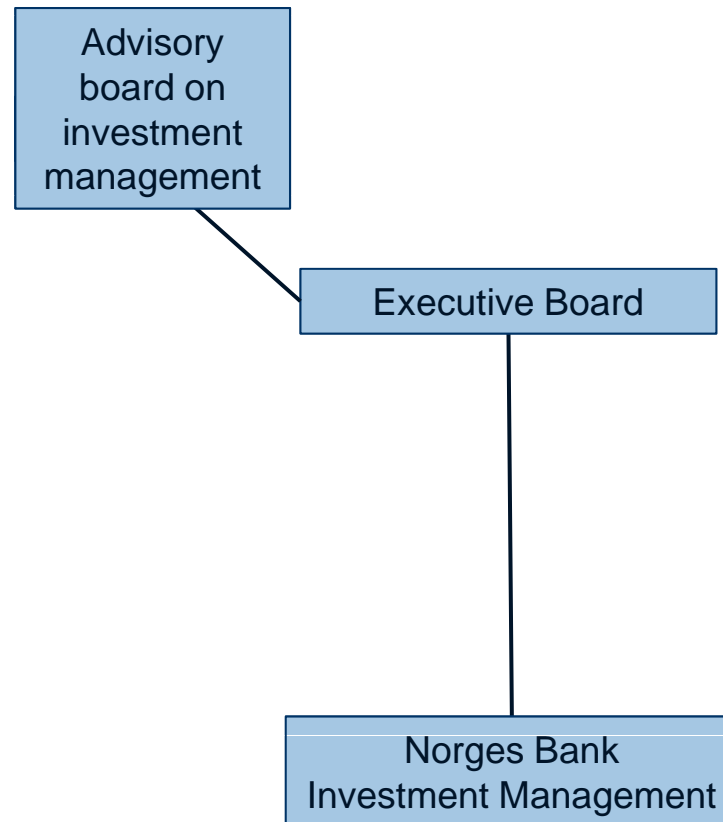 Advisory
board on
investment
management
Executive Board
Norges Bank
Investment Management